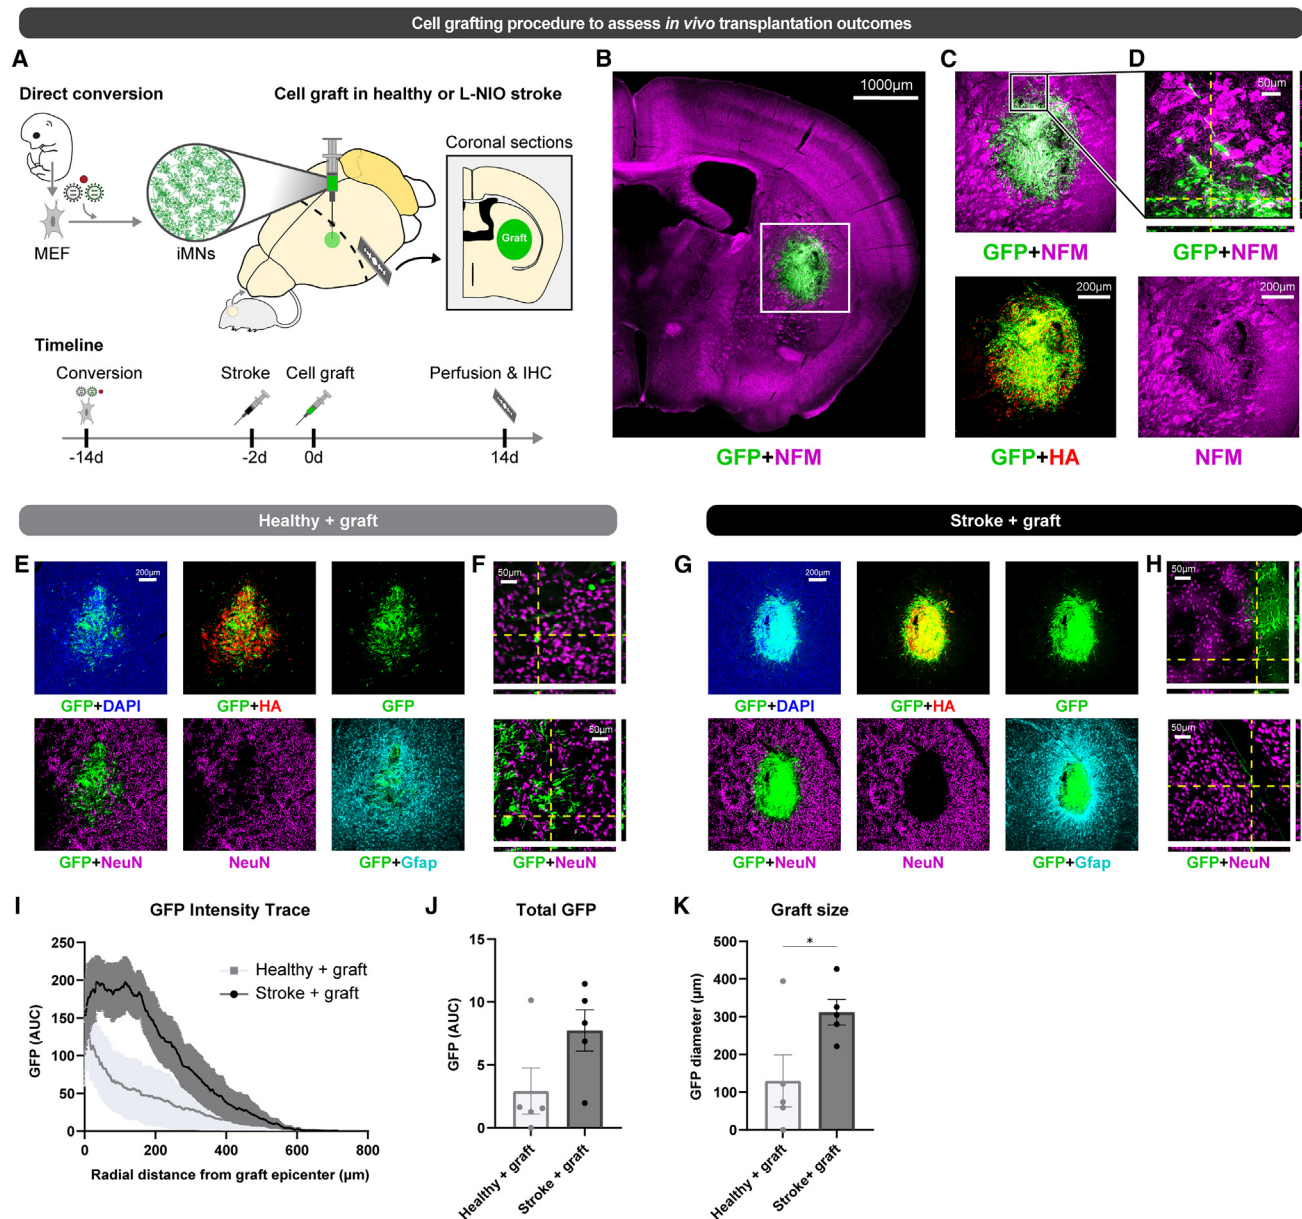 Cell grafting procedure to assess in vivo transplantation outcomes
A
Direct conversion
Cell graft in healthy or L-NIO stroke
Coronal sections
Graft
MEF
iMNs
Timeline
Conversion
Stroke
Cell graft
Perfusion & IHC
-14d
-2d
0d
14d
B
1000µm
GFP+NFM
C
GFP+NFM
D
50µm
GFP+NFM
200µm
GFP+HA
200µm
NFM
Healthy + graft
Stroke + graft
E
200µm
GFP+DAPI
GFP+HA
GFP
GFP+NeuN
NeuN
GFP+Gfap
F
50µm
50µm
GFP+NeuN
G
200µm
GFP+DAPI
GFP+HA
GFP
GFP+NeuN
NeuN
GFP+Gfap
H
50µm
50µm
GFP+NeuN
I
GFP Intensity Trace
250
200
150
100
50
0
GFP (AUC)
Healthy + graft
Stroke + graft
0
200
400
600
800
Radial distance from graft epicenter (µm)
J
Total GFP
15
10
5
0
GFP (AUC)
Healthy + graft
Stroke + graft
K
Graft size
*
500
400
300
200
100
0
GFP diameter (µm)
Healthy + graft
Stroke+ graft